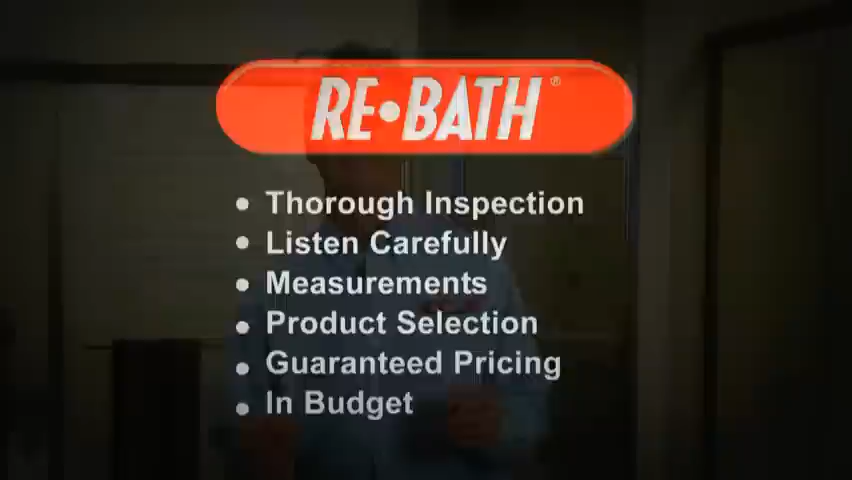 RE•BATH®
• Thorough Inspection
• Listen Carefully
• Measurements
• Product Selection
• Guaranteed Pricing
• In Budget